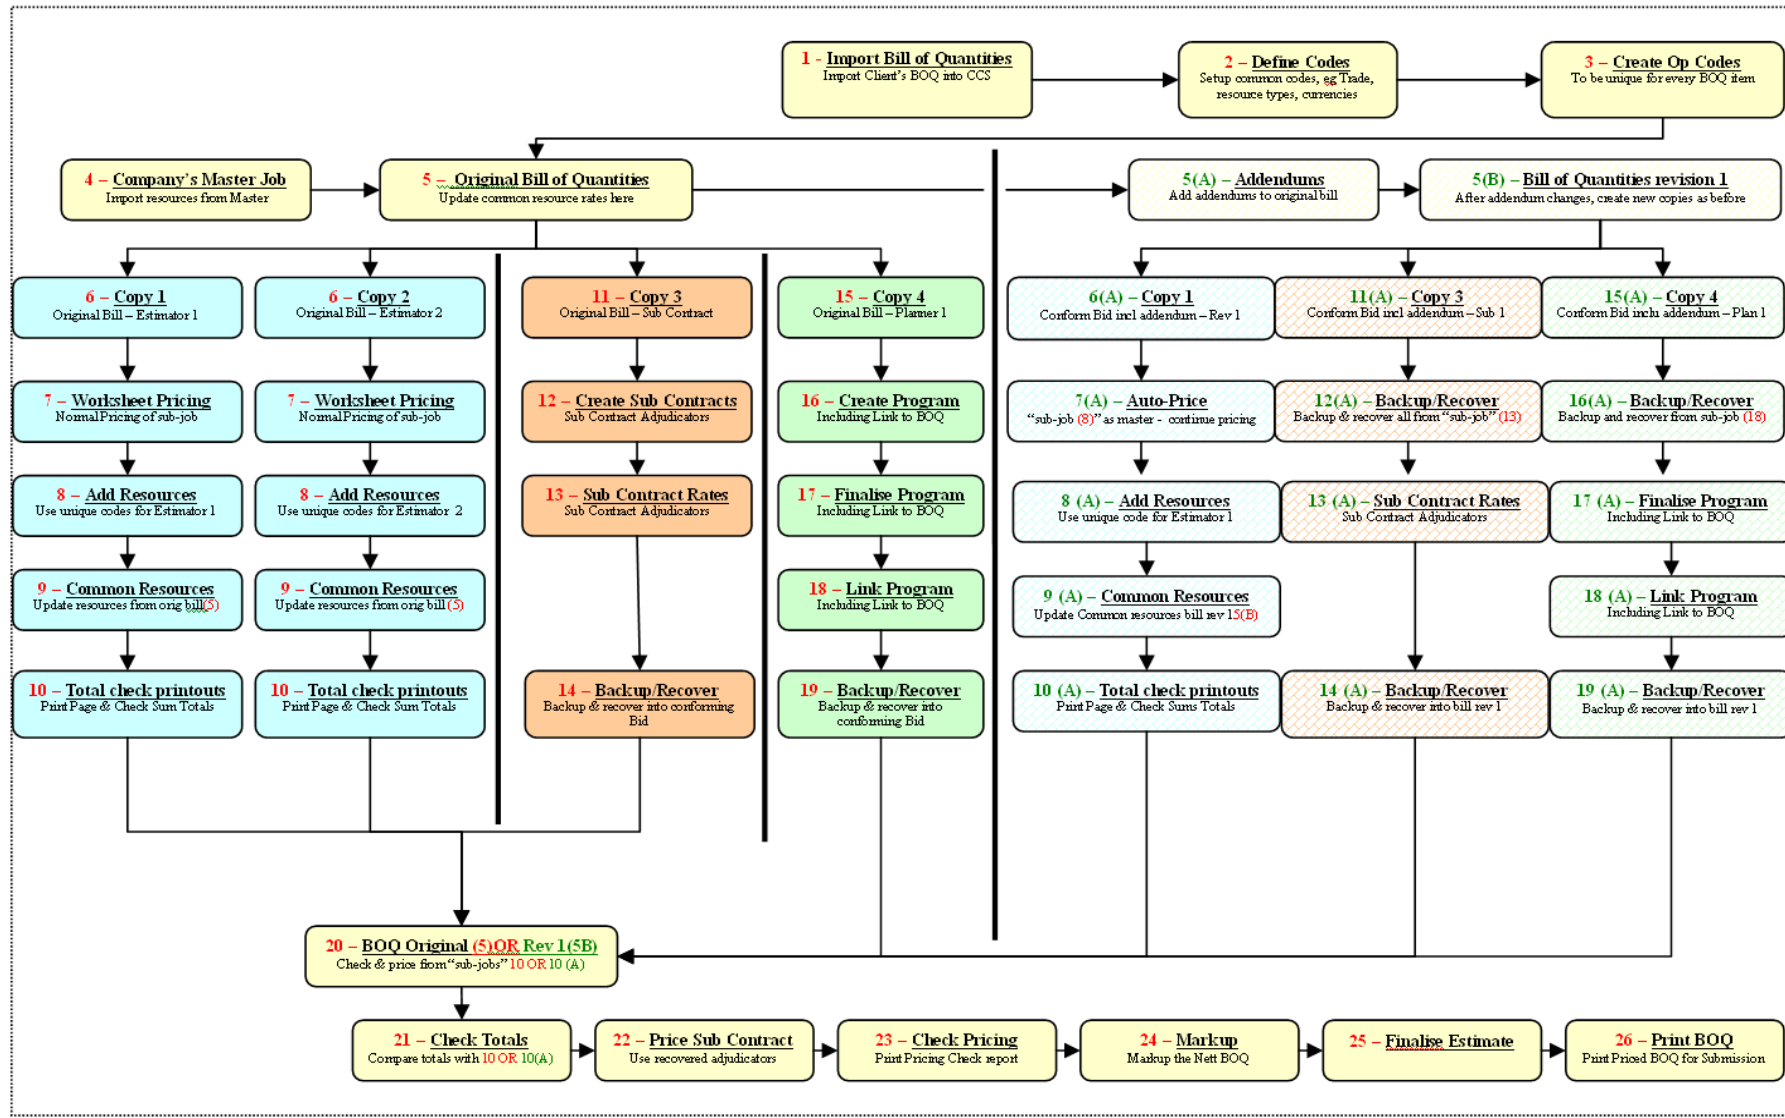 1 - Import Bill of Quantities
Import Client's BOQ into CCS
2 – Define Codes
Setup common codes, eg Trade,
resource types, currencies
3 – Create Op Codes
To be unique for every BOQ item
4 – Company's Master Job
Import resources from Master
5 – Original Bill of Quantities
Update common resource rates here
5(A) – Addendums
Add addendums to original bill
5(B) – Bill of Quantities revision 1
After addendum changes, create new copies as before
6 – Copy 1
Original Bill – Estimator 1
6 – Copy 2
Original Bill – Estimator 2
11 – Copy 3
Original Bill – Sub Contract
15 – Copy 4
Original Bill – Planner 1
6(A) – Copy 1
Conform Bid incl addendum – Rev 1
11(A) – Copy 3
Conform Bid incl addendum – Sub 1
15(A) – Copy 4
Conform Bid inclu addendum – Plan 1
7 – Worksheet Pricing
Normal Pricing of sub-job
7 – Worksheet Pricing
Normal Pricing of sub-job
12 – Create Sub Contracts
Sub Contract Adjudicators
16 – Create Program
Including Link to BOQ
7(A) – Auto-Price
"sub-job (8)" as master - continue pricing
12(A) – Backup/Recover
Backup & recover all from "sub-job" (13)
16(A) – Backup/Recover
Backup and recover from sub-job (18)
8 – Add Resources
Use unique codes for Estimator 1
8 – Add Resources
Use unique codes for Estimator 2
13 – Sub Contract Rates
Sub Contract Adjudicators
17 – Finalise Program
Including Link to BOQ
8 (A) – Add Resources
Use unique code for Estimator 1
13 (A) – Sub Contract Rates
Sub Contract Adjudicators
17 (A) – Finalise Program
Including Link to BOQ
9 – Common Resources
Update resources from orig bill(5)
9 – Common Resources
Update resources from orig bill (5)
18 – Link Program
Including Link to BOQ
9 (A) – Common Resources
Update Common resources bill rev 15(B)
18 (A) – Link Program
Including Link to BOQ
10 – Total check printouts
Print Page & Check Sum Totals
10 – Total check printouts
Print Page & Check Sum Totals
14 – Backup/Recover
Backup & recover into conforming
Bid
19 – Backup/Recover
Backup & recover into
conforming Bid
10 (A) – Total check printouts
Print Page & Check Sums Totals
14 (A) – Backup/Recover
Backup & recover into bill rev 1
19 (A) – Backup/Recover
Backup & recover into bill rev 1
20 – BOQ Original (5)OR Rev 1(5B)
Check & price from "sub-jobs" 10 OR 10 (A)
21 – Check Totals
Compare totals with 10 OR 10(A)
22 – Price Sub Contract
Use recovered adjudicators
23 – Check Pricing
Print Pricing Check report
24 – Markup
Markup the Nett BOQ
25 – Finalise Estimate
26 – Print BOQ
Print Priced BOQ for Submission